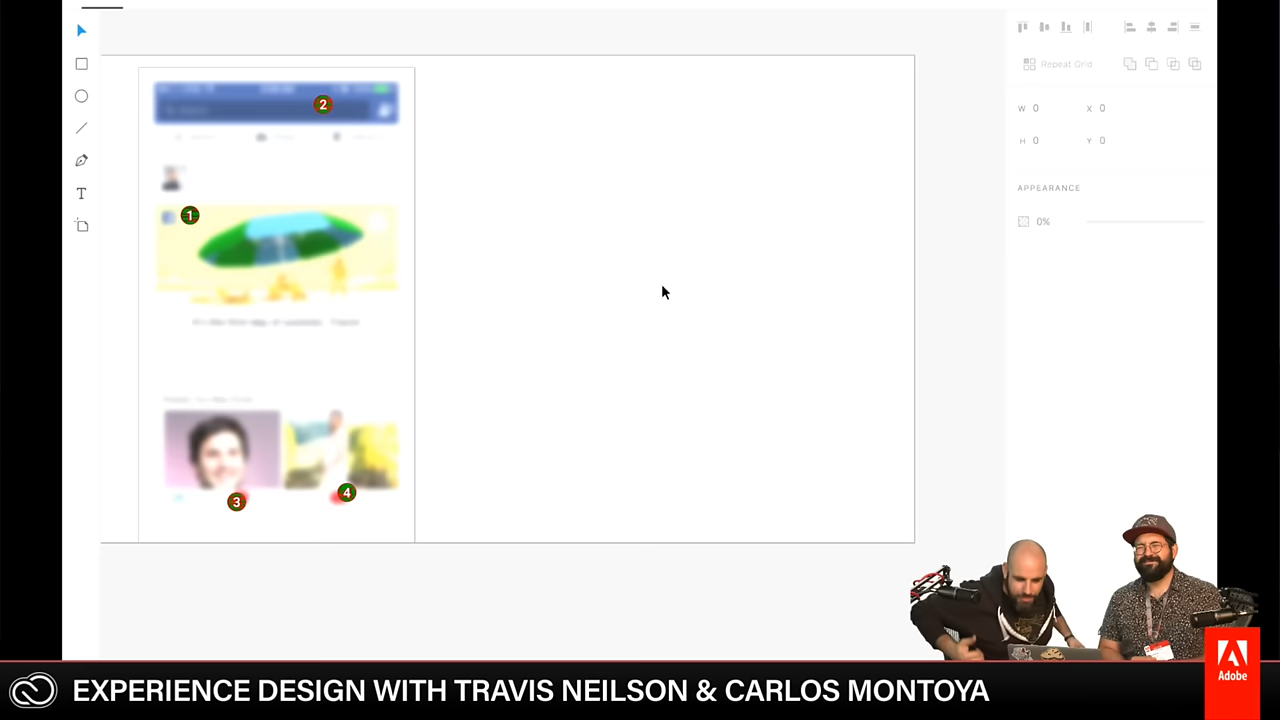 2
1
3
4
T
Repeat Grid
W 0 X 0
H 0 Y 0
APPEARANCE
0%
EXPERIENCE DESIGN WITH TRAVIS NEILSON & CARLOS MONTOYA
Adobe